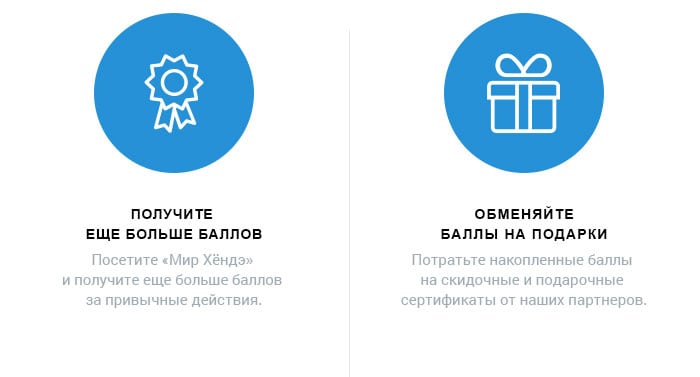 ПОЛУЧИТЕ
ЕЩЕ БОЛЬШЕ БАЛЛОВ
Посетите «Мир Хёндэ»
и получите еще больше баллов
за привычные действия.
ОБМЕНЯЙТЕ
БАЛЛЫ НА ПОДАРКИ
Потратьте накопленные баллы
на скидочные и подарочные
сертификаты от наших партнеров.